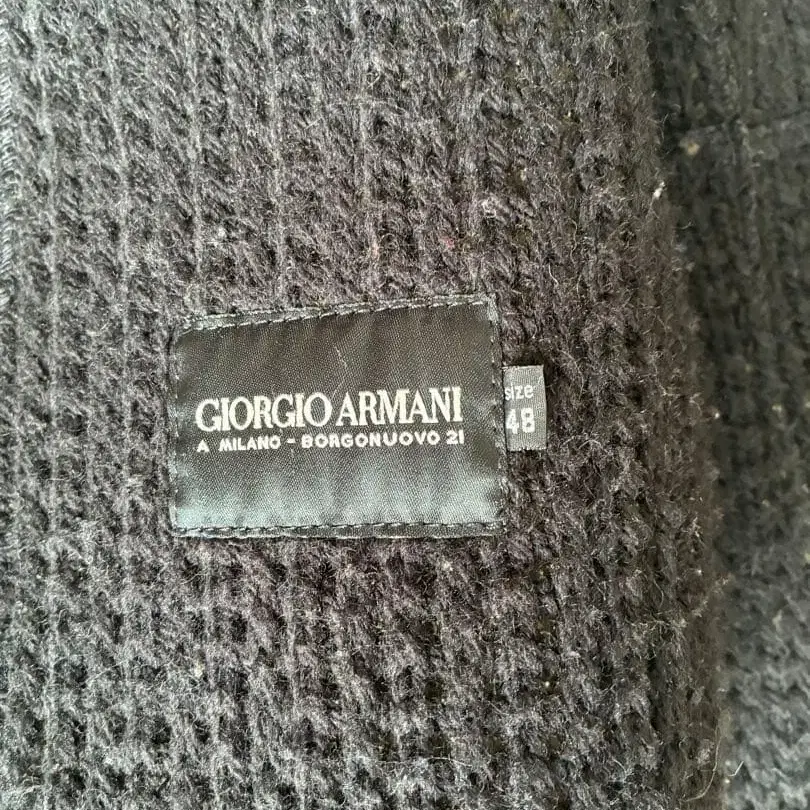 GIORGIO ARMANI
A MILANO - BORGONUOVO 21
size
48